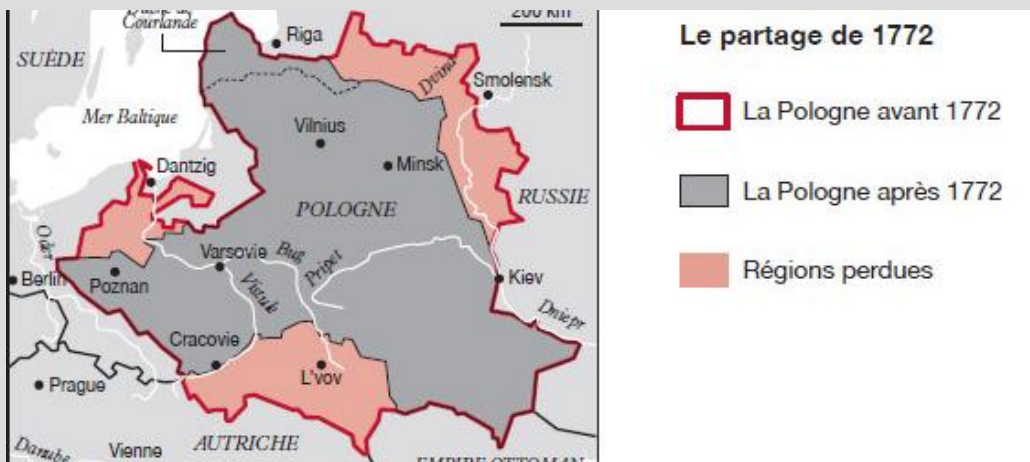 Courlande
200 km
Riga
SUÈDE
Dvina
Smolensk
Mer Baltique
Vilnius
Dantzig
Minsk
RUSSIE
POLOGNE
Oder
Varsovie
Bug
Pripet
Berlin
Poznan
Vistule
Kiev
Dniepr
Cracovie
L'vov
Prague
AUTRICHE
Danube
Vienne
EMPIRE OTTOMAN
Le partage de 1772
La Pologne avant 1772
La Pologne après 1772
Régions perdues